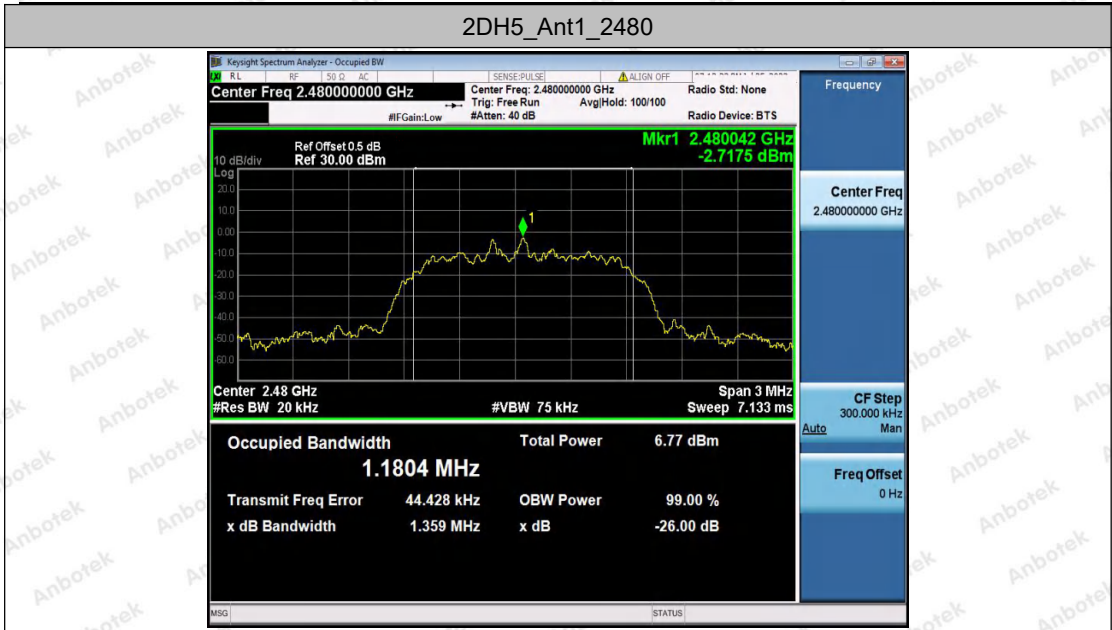 2DH5_Ant1_2480
Keysight Spectrum Analyzer - Occupied BW
RL RF 50 Ω AC SENSE:PULSE ALIGN OFF
Center Freq 2.480000000 GHz
Center Freq: 2.480000000 GHz Radio Std: None
Trig: Free Run Avg|Hold: 100/100
#IFGain:Low #Atten: 40 dB Radio Device: BTS
Ref Offset 0.5 dB Mkr1 2.480042 GHz
10 dB/div Ref 30.00 dBm -2.7175 dBm
Log
20.0
10.0
0.00
1
-10.0
-20.0
-30.0
-40.0
-50.0
-60.0
Center 2.48 GHz Span 3 MHz
#Res BW 20 kHz #VBW 75 kHz Sweep 7.133 ms
Occupied Bandwidth Total Power 6.77 dBm
1.1804 MHz
Transmit Freq Error 44.428 kHz OBW Power 99.00 %
x dB Bandwidth 1.359 MHz x dB -26.00 dB
MSG STATUS
Frequency
Center Freq
2.480000000 GHz
CF Step
300.000 kHz
Auto Man
Freq Offset
0 Hz
Anbotek